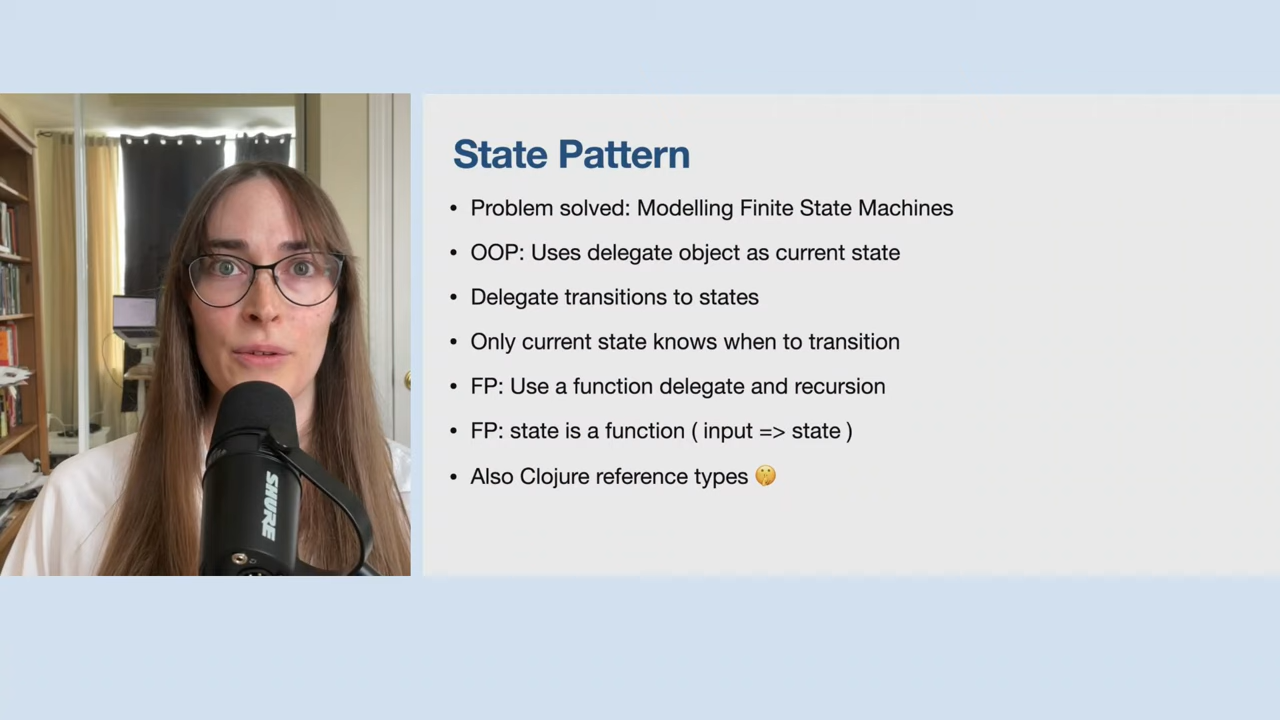 State Pattern
• Problem solved: Modelling Finite State Machines
• OOP: Uses delegate object as current state
• Delegate transitions to states
• Only current state knows when to transition
• FP: Use a function delegate and recursion
• FP: state is a function ( input => state )
• Also Clojure reference types 🤫
SHURE